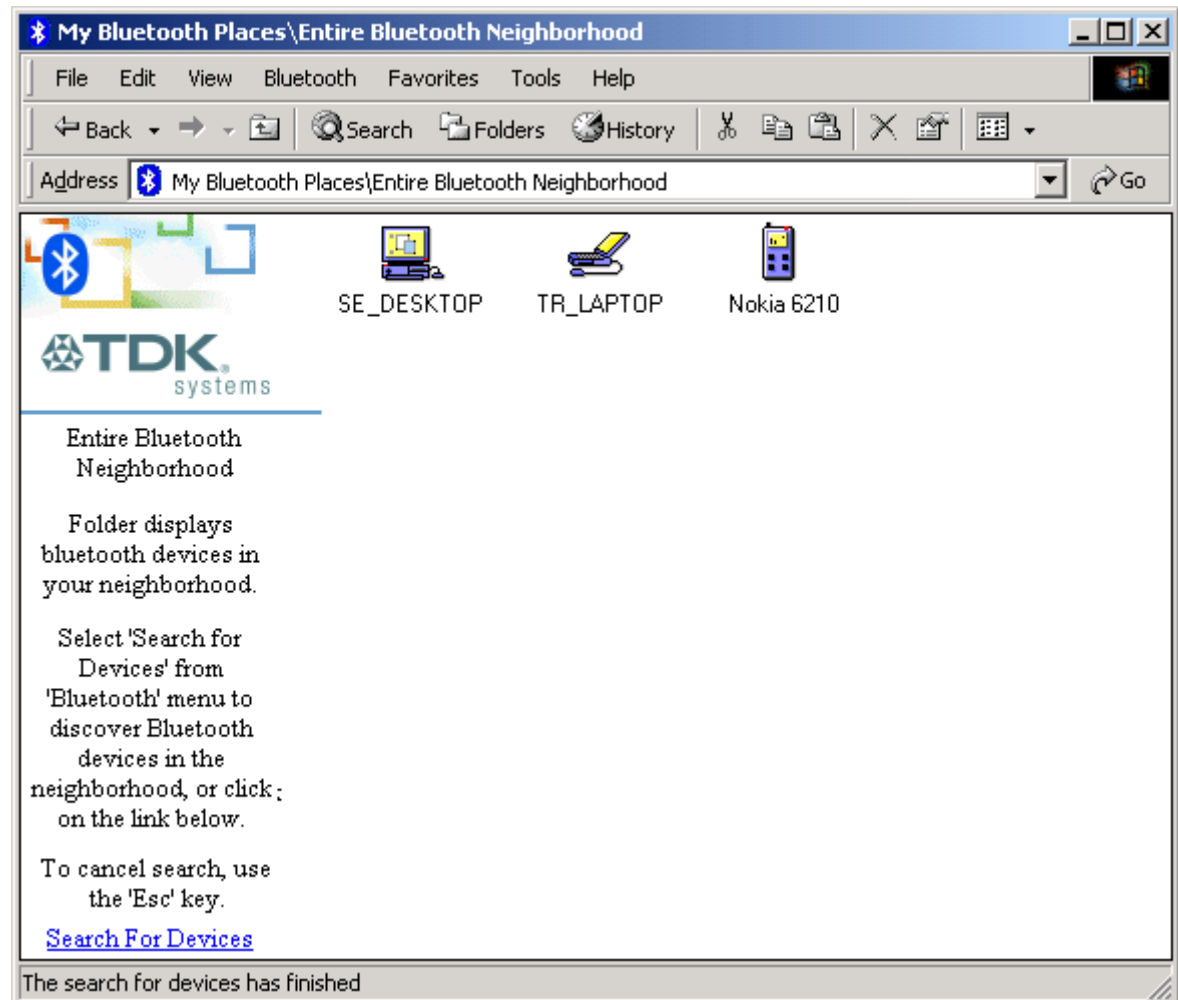 My Bluetooth Places\Entire Bluetooth Neighborhood
File Edit View Bluetooth Favorites Tools Help
Back Search Folders History
Address My Bluetooth Places\Entire Bluetooth Neighborhood Go
SE_DESKTOP TR_LAPTOP Nokia 6210
TDK®
systems
Entire Bluetooth
Neighborhood
Folder displays
bluetooth devices in
your neighborhood.
Select 'Search for
Devices' from
'Bluetooth' menu to
discover Bluetooth
devices in the
neighborhood, or click
on the link below.
To cancel search, use
the 'Esc' key.
Search For Devices
The search for devices has finished